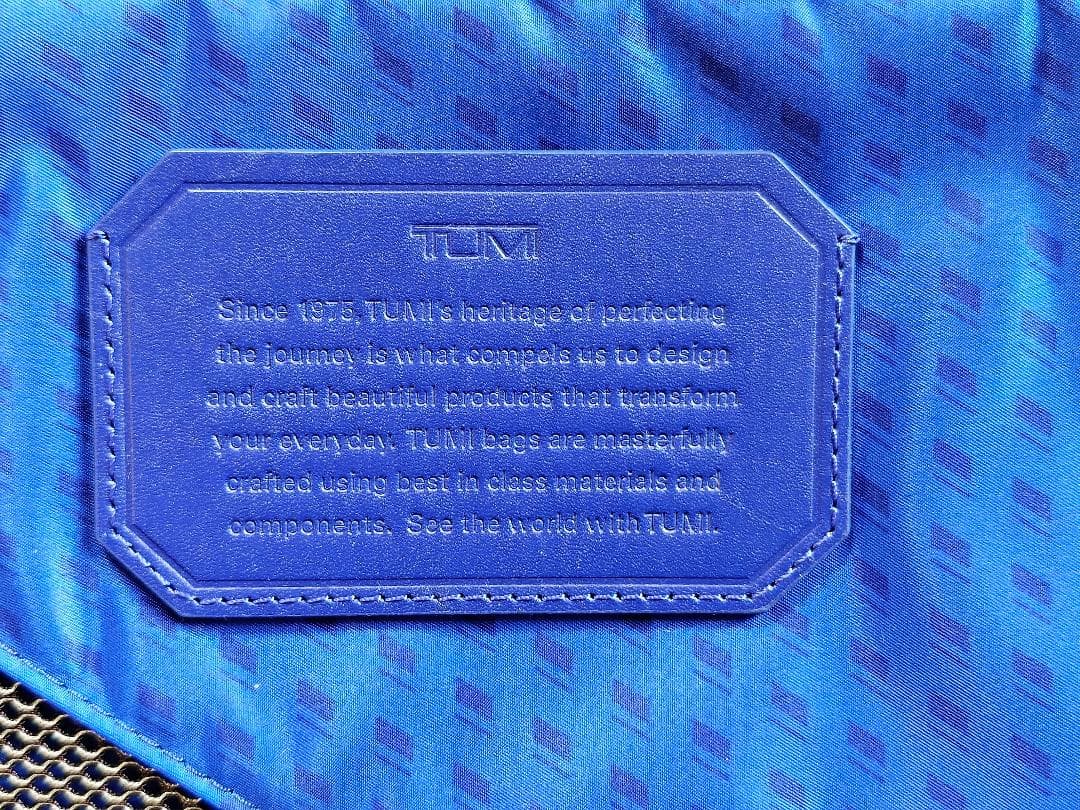 TUMI
Since 1975, TUMI's heritage of perfecting
the journey is what compels us to design
and craft beautiful products that transform
your everyday. TUMI bags are masterfully
crafted using best in class materials and
components. See the world with TUMI.